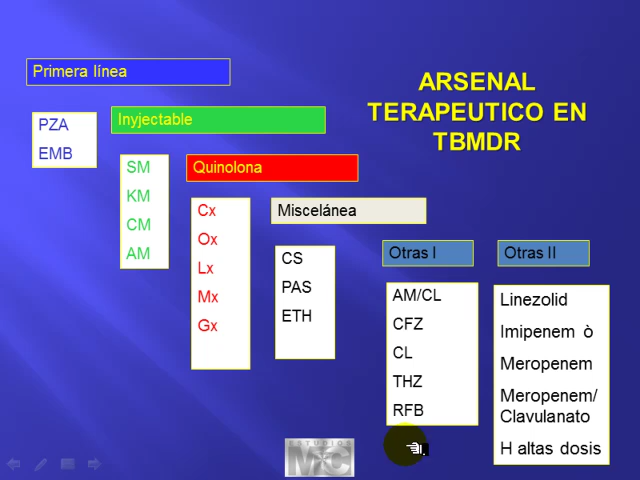 ARSENAL
TERAPEUTICO EN
TBMDR
Primera línea
PZA
EMB
Inyjectable
SM
KM
CM
AM
Quinolona
Cx
Ox
Lx
Mx
Gx
Miscelánea
CS
PAS
ETH
Otras I
AM/CL
CFZ
CL
THZ
RFB
Otras II
Linezolid
Imipenem ò
Meropenem
Meropenem/
Clavulanato
H altas dosis
ESTUDIOS
MC